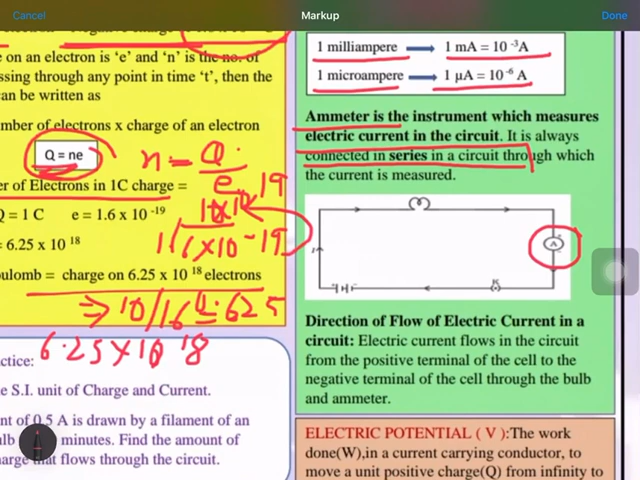 Cancel
Markup
Done
on an electron is ‘e’ and ‘n’ is the no. of
ssing through any point in time ‘t’, then the
an be written as
mber of electrons x charge of an electron
Q = ne
n = Q/e
er of Electrons in 1C charge =
Q = 1 C e = 1.6 x 10 -19
= 6.25 x 10 18
1.6x10-19
oulomb = charge on 6.25 x 10 18 electrons
⇒ 10/16 0.625
6.25x10 18
ctice:
e S.I. unit of Charge and Current.
nt of 0.5 A is drawn by a filament of an
lb minutes. Find the amount of
arge that flows through the circuit.
1 milliampere → 1 mA = 10 -3A
1 microampere → 1 µA = 10 -6 A
Ammeter is the instrument which measures
electric current in the circuit. It is always
connected in series in a circuit through which
the current is measured.
A
Direction of Flow of Electric Current in a
circuit: Electric current flows in the circuit
from the positive terminal of the cell to the
negative terminal of the cell through the bulb
and ammeter.
ELECTRIC POTENTIAL ( V ):The work
done(W),in a current carrying conductor, to
move a unit positive charge(Q) from infinity to